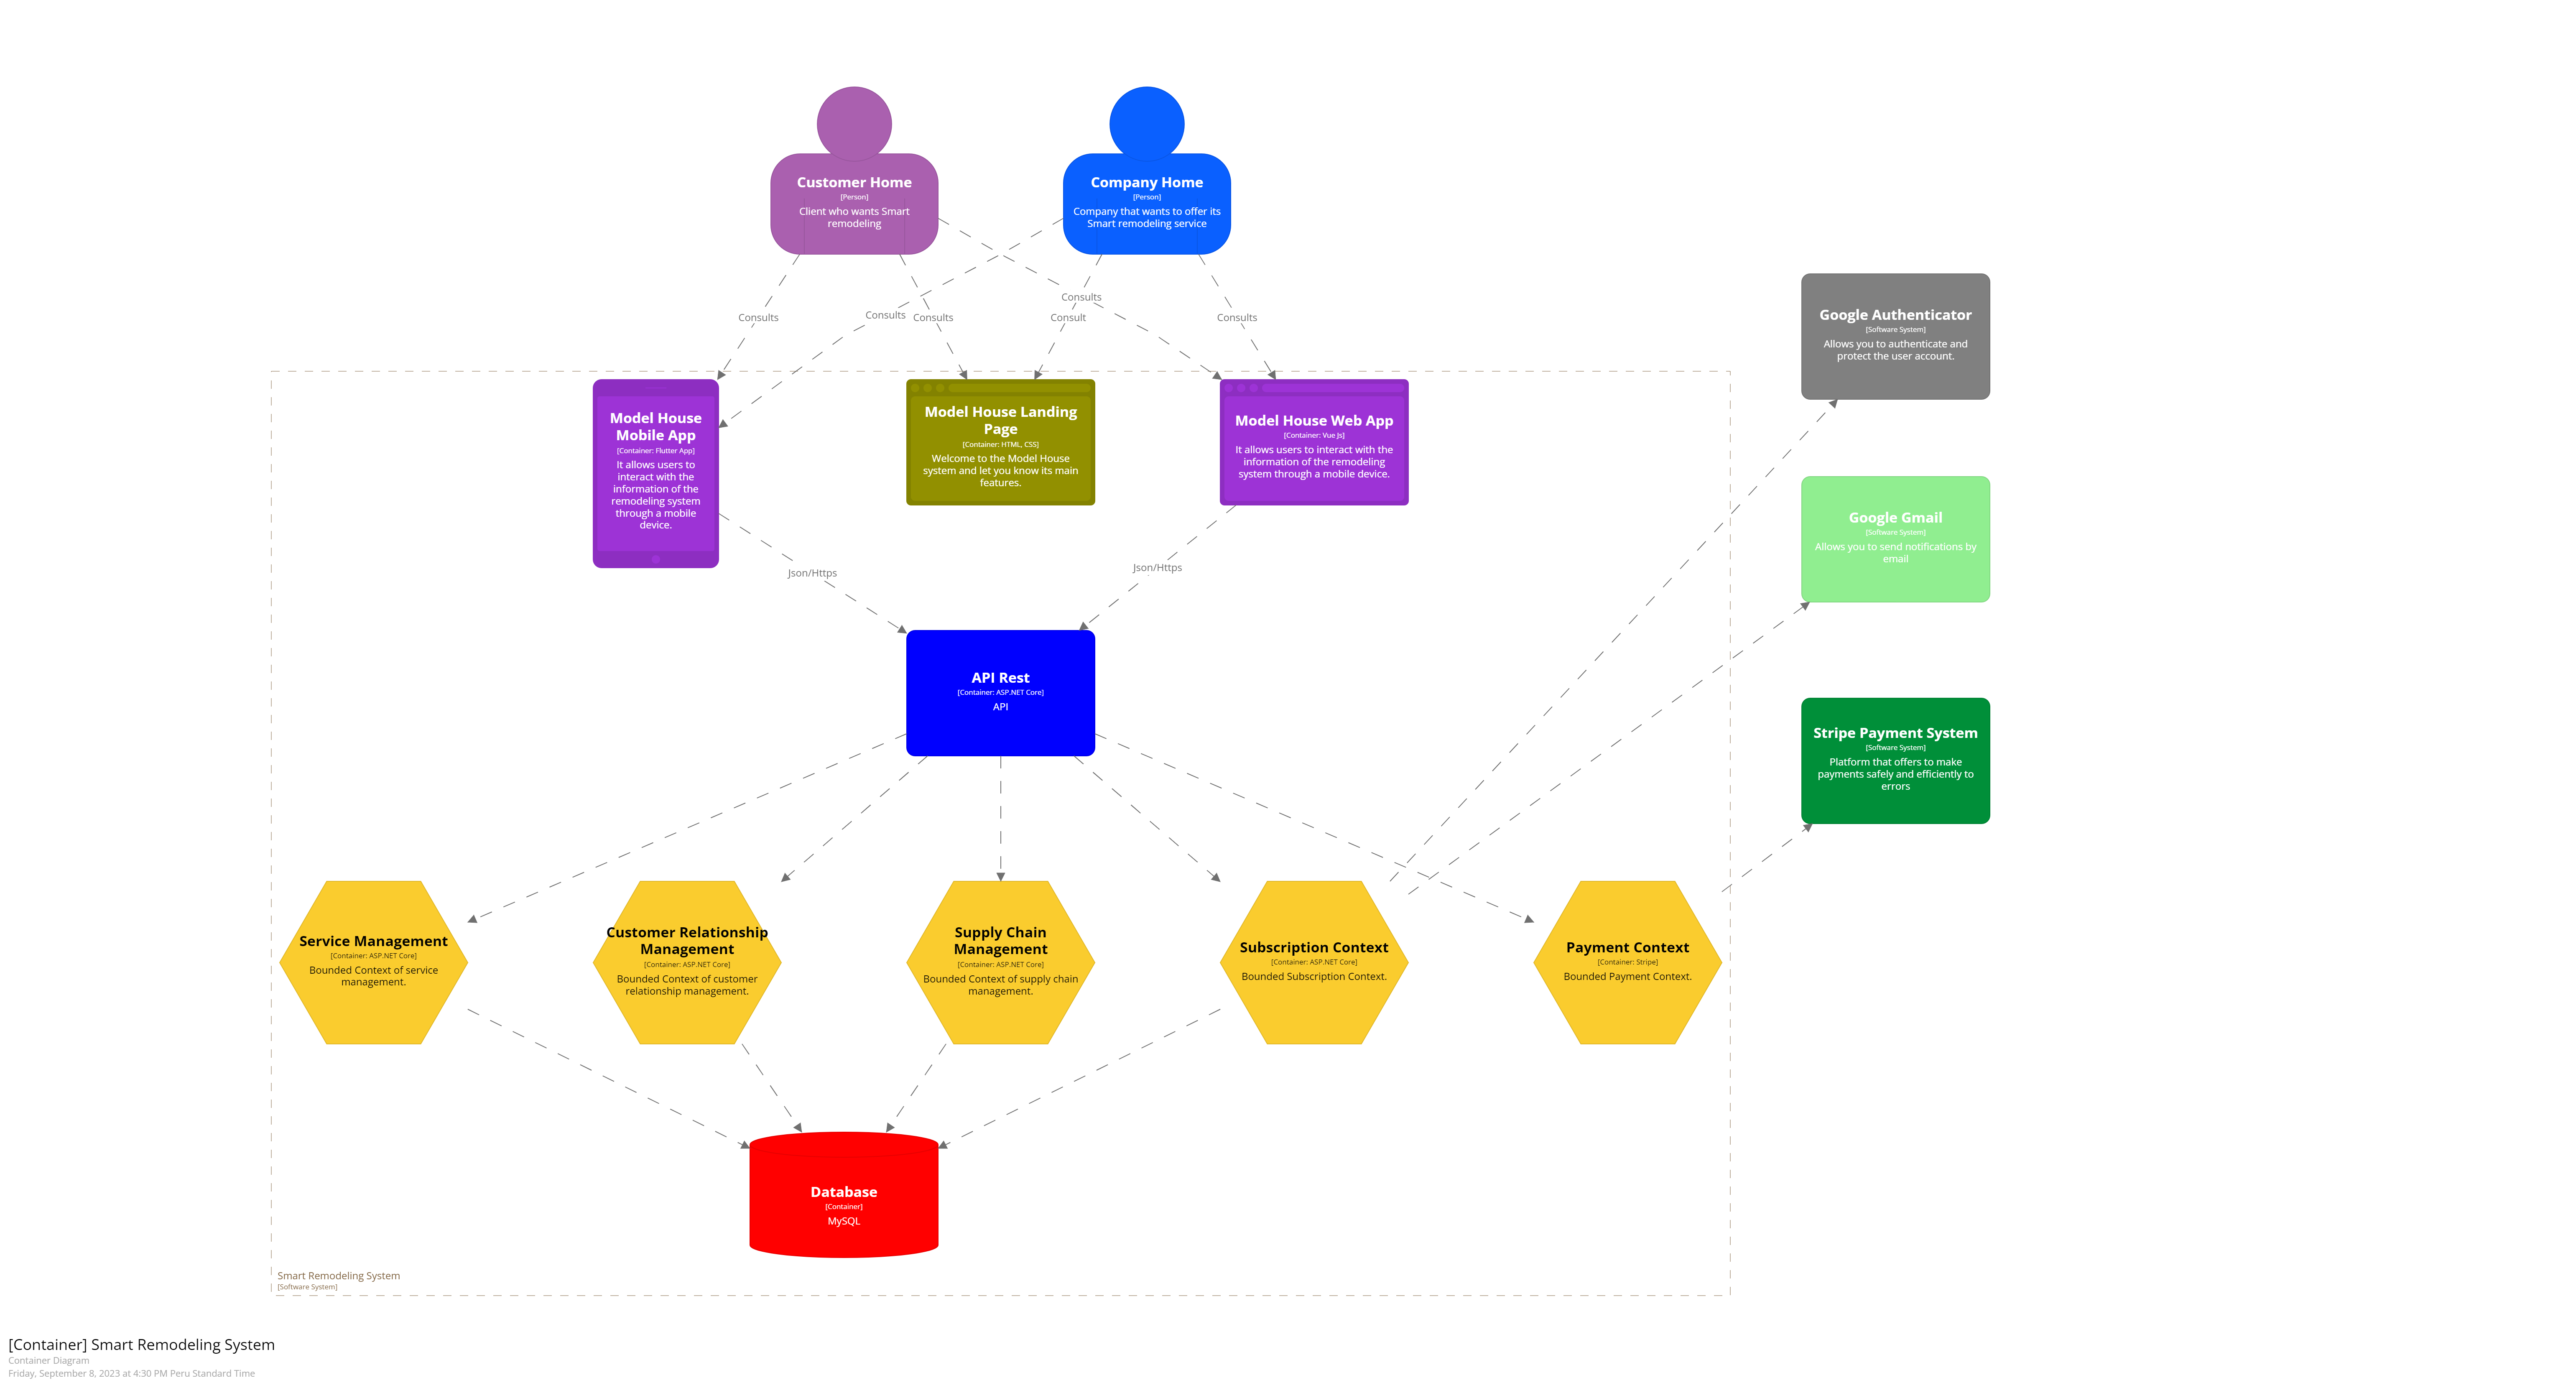 Customer Home
[Person]
Client who wants Smart
remodeling
Company Home
[Person]
Company that wants to offer its
Smart remodeling service
Consults
Consults
Consults
Consults
Consult
Consults
Google Authenticator
[Software System]
Allows you to authenticate and
protect the user account.
Model House
Mobile App
[Container: Flutter App]
It allows users to
interact with the
information of the
remodeling system
through a mobile
device.
Model House Landing
Page
[Container: HTML, CSS]
Welcome to the Model House
system and let you know its main
features.
Model House Web App
[Container: Vue Js]
It allows users to interact with the
information of the remodeling
system through a mobile device.
Google Gmail
[Software System]
Allows you to send notifications by
email
Json/Https
Json/Https
API Rest
[Container: ASP.NET Core]
API
Stripe Payment System
[Software System]
Platform that offers to make
payments safely and efficiently to
errors
Service Management
[Container: ASP.NET Core]
Bounded Context of service
management.
Customer Relationship
Management
[Container: ASP.NET Core]
Bounded Context of customer
relationship management.
Supply Chain
Management
[Container: ASP.NET Core]
Bounded Context of supply chain
management.
Subscription Context
[Container: ASP.NET Core]
Bounded Subscription Context.
Payment Context
[Container: Stripe]
Bounded Payment Context.
Database
[Container]
MySQL
Smart Remodeling System
[Software System]
[Container] Smart Remodeling System
Container Diagram
Friday, September 8, 2023 at 4:30 PM Peru Standard Time